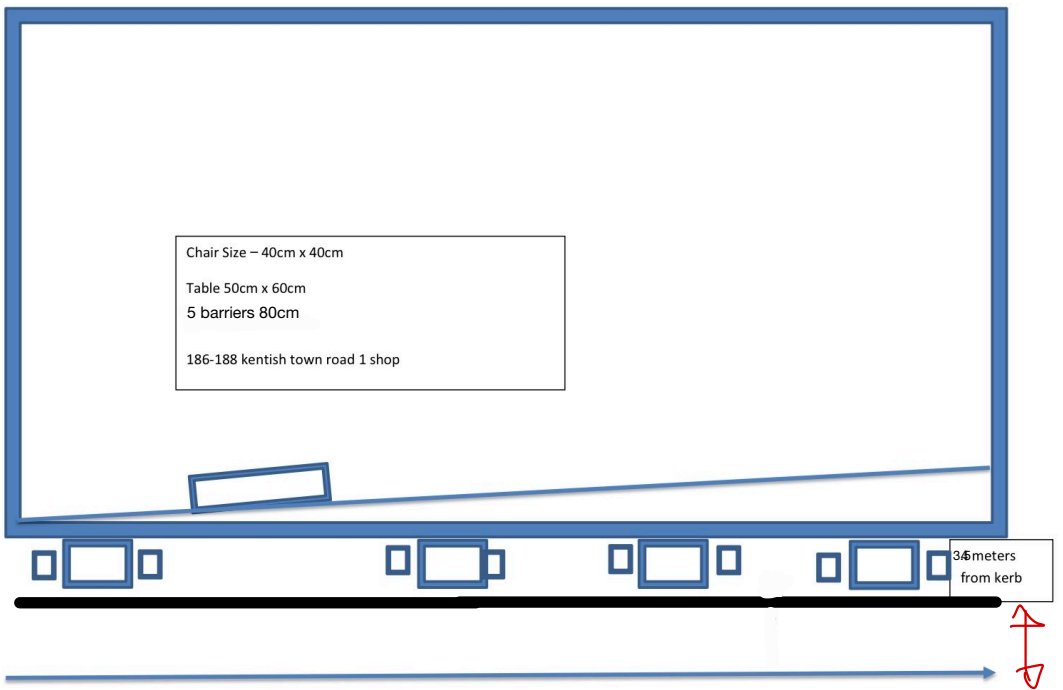 Chair Size – 40cm x 40cm
Table 50cm x 60cm
5 barriers 80cm
186-188 kentish town road 1 shop
meters
from kerb